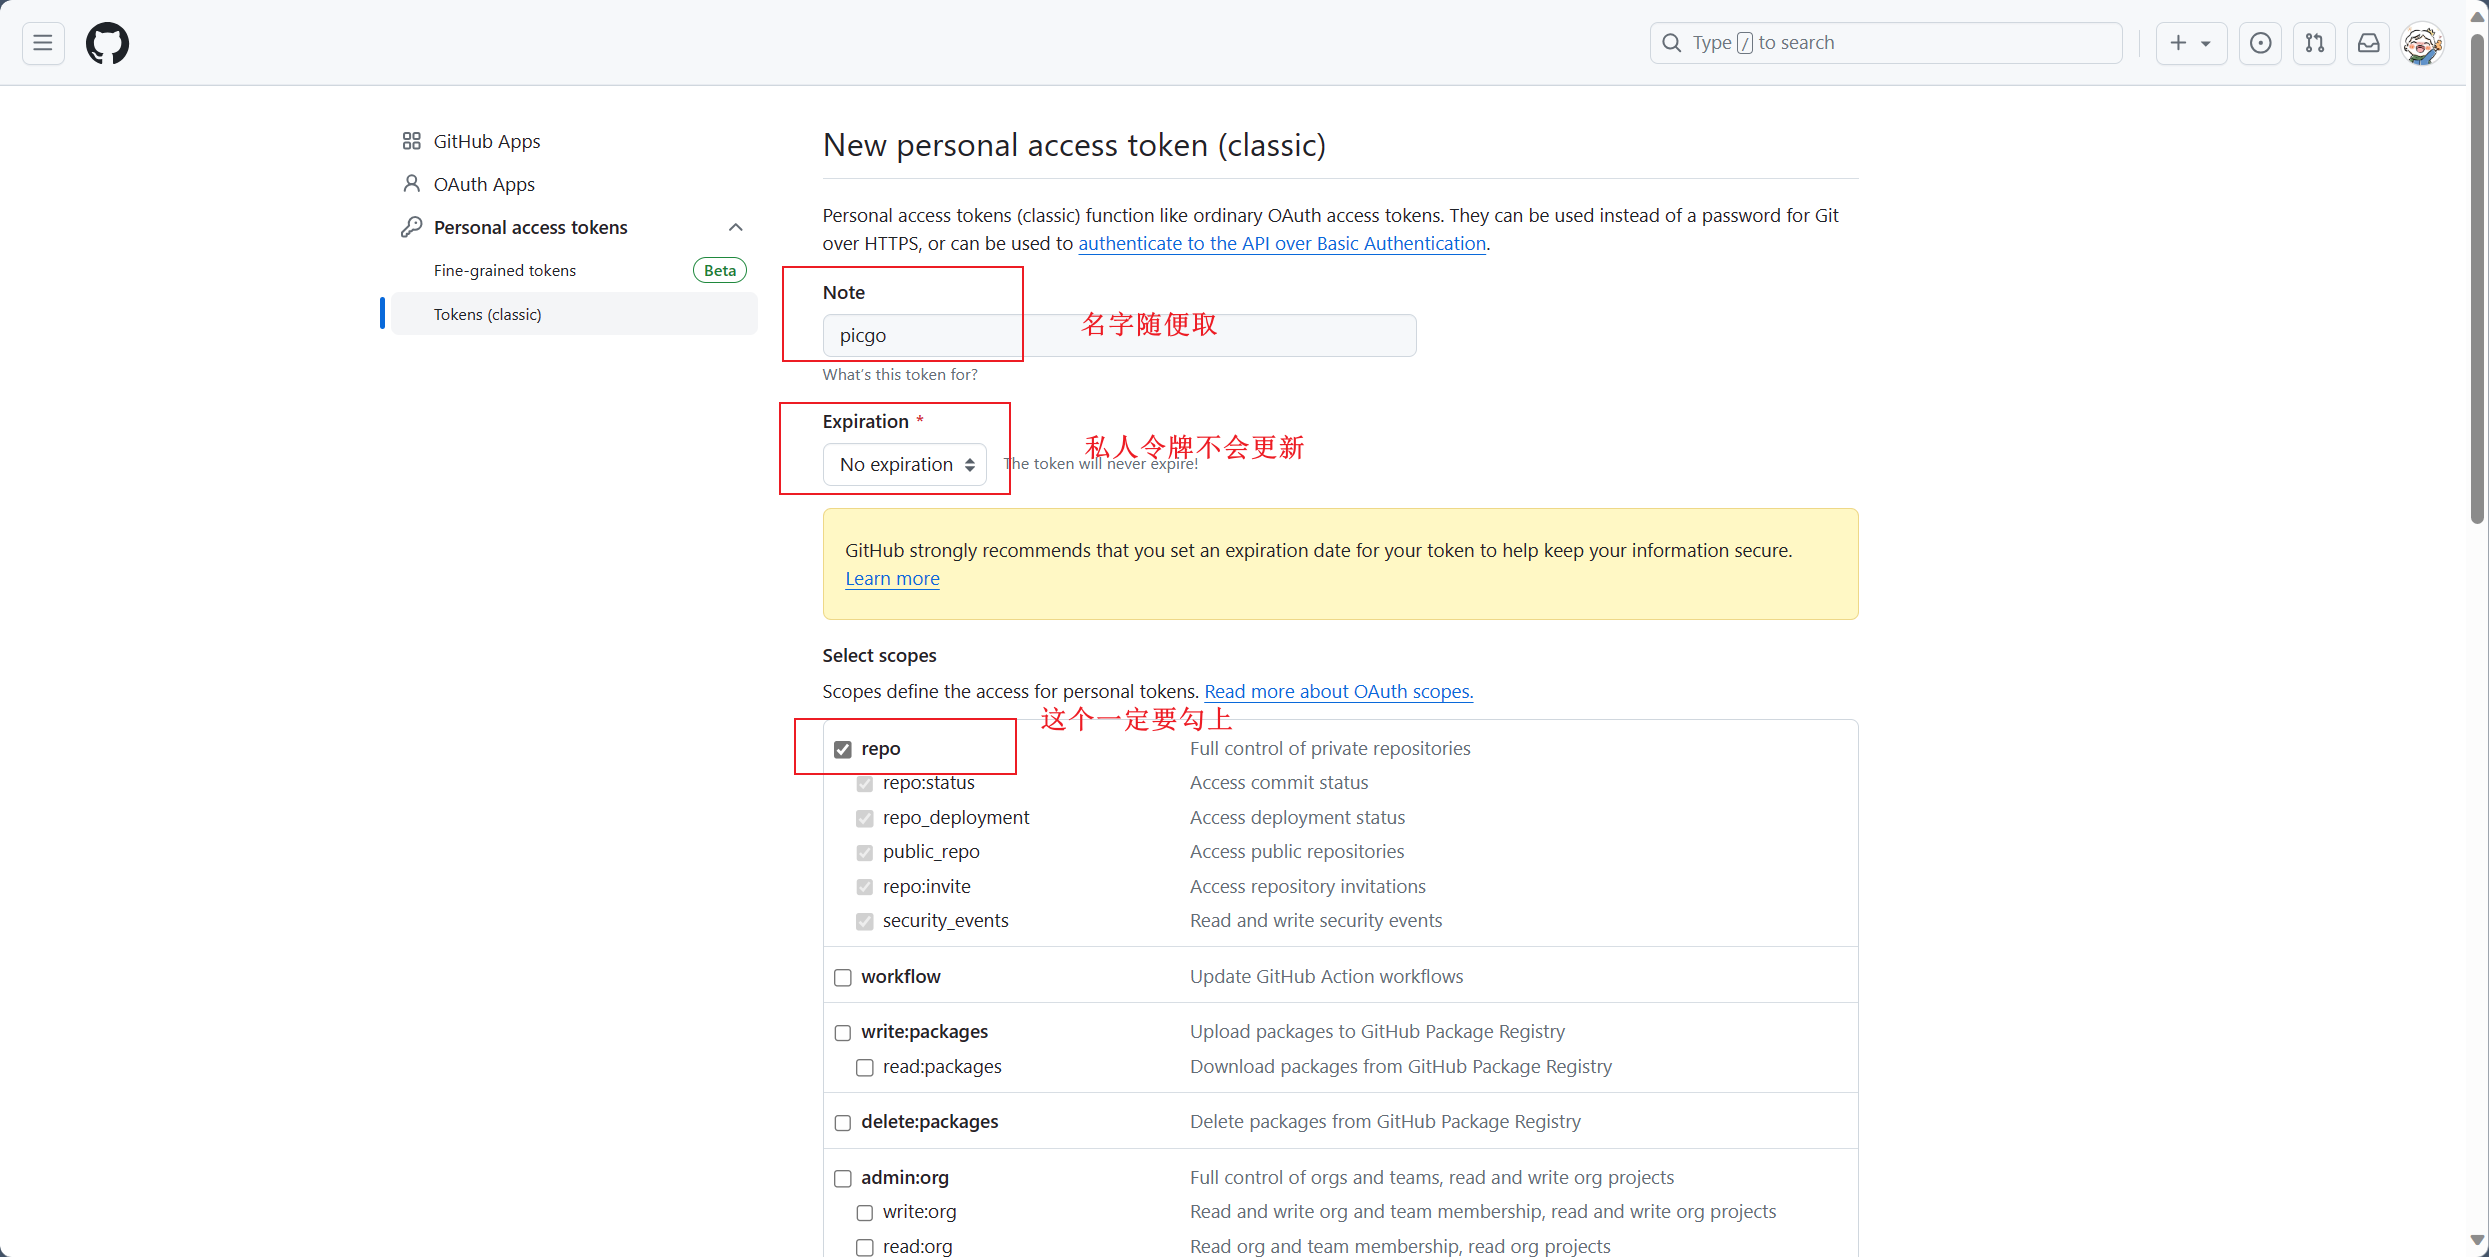 Type / to search
GitHub Apps
OAuth Apps
Personal access tokens
Fine-grained tokens Beta
Tokens (classic)
New personal access token (classic)
Personal access tokens (classic) function like ordinary OAuth access tokens. They can be used instead of a password for Git
over HTTPS, or can be used to authenticate to the API over Basic Authentication.
Note
picgo
名字随便取
What's this token for?
Expiration *
No expiration
私人令牌不会更新
The token will never expire!
GitHub strongly recommends that you set an expiration date for your token to help keep your information secure.
Learn more
Select scopes
Scopes define the access for personal tokens. Read more about OAuth scopes.
这个一定要勾上
repo Full control of private repositories
repo:status Access commit status
repo_deployment Access deployment status
public_repo Access public repositories
repo:invite Access repository invitations
security_events Read and write security events
workflow Update GitHub Action workflows
write:packages Upload packages to GitHub Package Registry
read:packages Download packages from GitHub Package Registry
delete:packages Delete packages from GitHub Package Registry
admin:org Full control of orgs and teams, read and write org projects
write:org Read and write org and team membership, read and write org projects
read:org Read org and team membership, read org projects